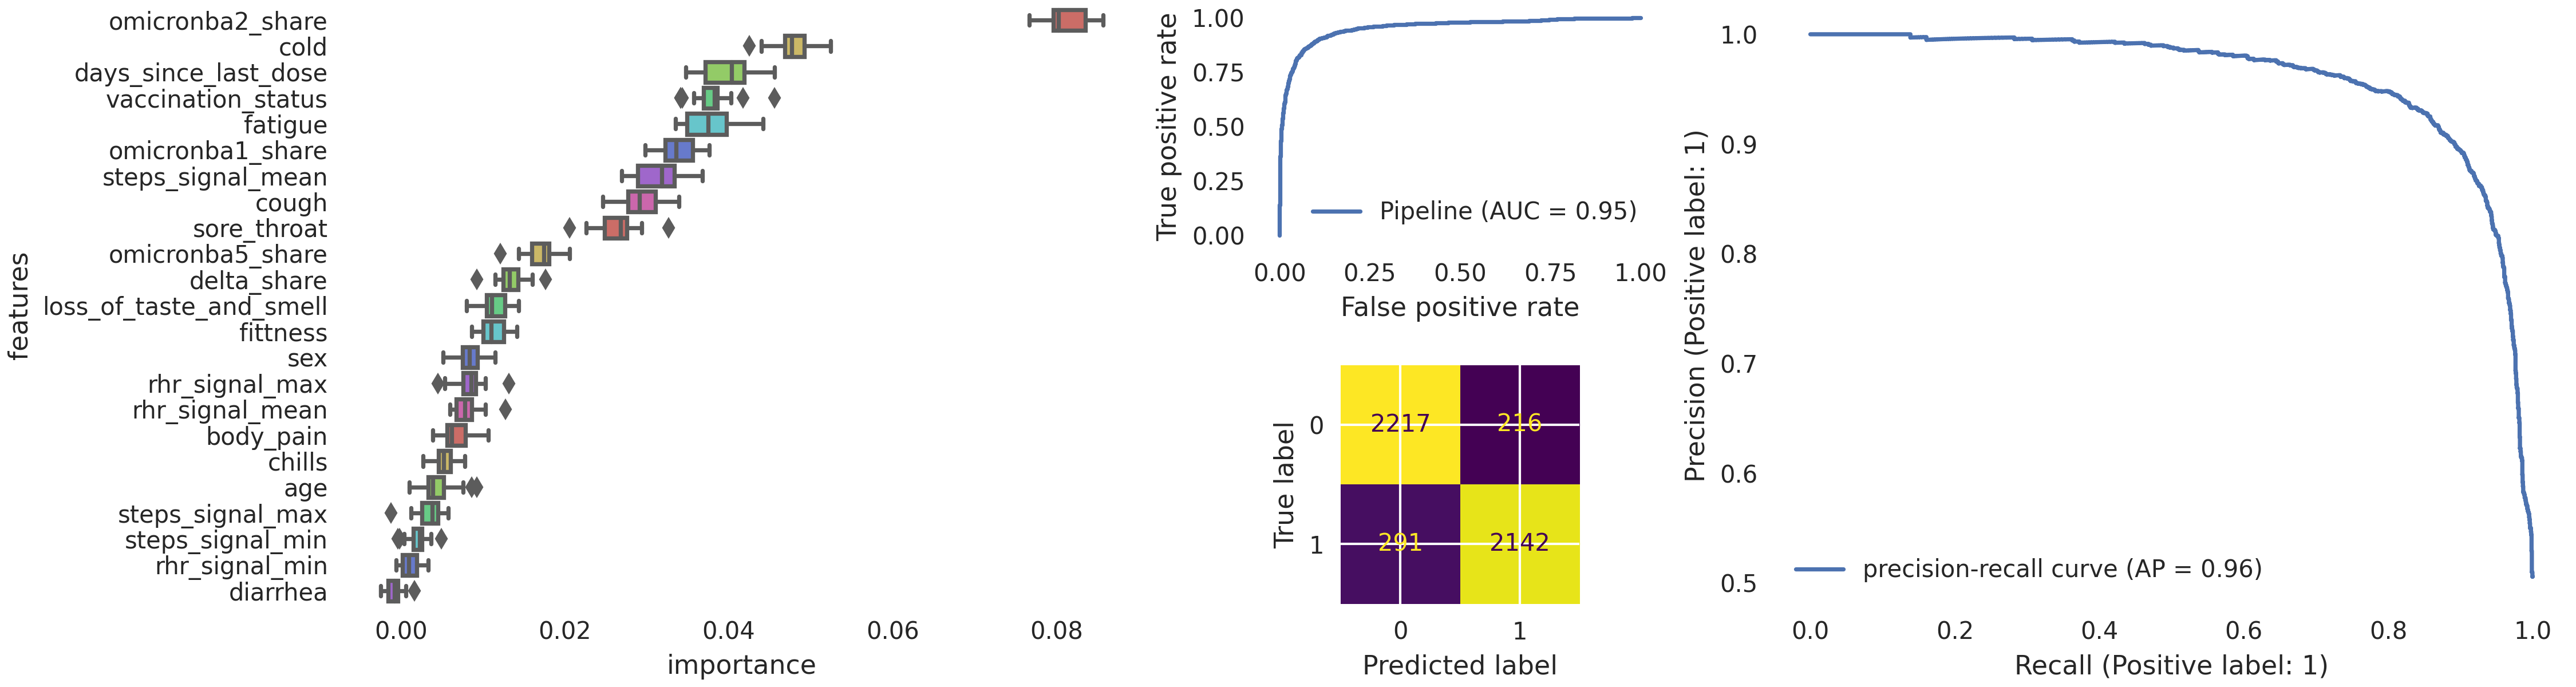 features
omicronba2_share
cold
days_since_last_dose
vaccination_status
fatigue
omicronba1_share
steps_signal_mean
cough
sore_throat
omicronba5_share
delta_share
loss_of_taste_and_smell
fittness
sex
rhr_signal_max
rhr_signal_mean
body_pain
chills
age
steps_signal_max
steps_signal_min
rhr_signal_min
diarrhea
0.00 0.02 0.04 0.06 0.08
importance
True positive rate
1.00
0.75
0.50
0.25
0.00
Pipeline (AUC = 0.95)
0.00 0.25 0.50 0.75 1.00
False positive rate
True label
0
1
2217 216
291 2142
0 1
Predicted label
Precision (Positive label: 1)
1.0
0.9
0.8
0.7
0.6
0.5
precision-recall curve (AP = 0.96)
0.0 0.2 0.4 0.6 0.8 1.0
Recall (Positive label: 1)